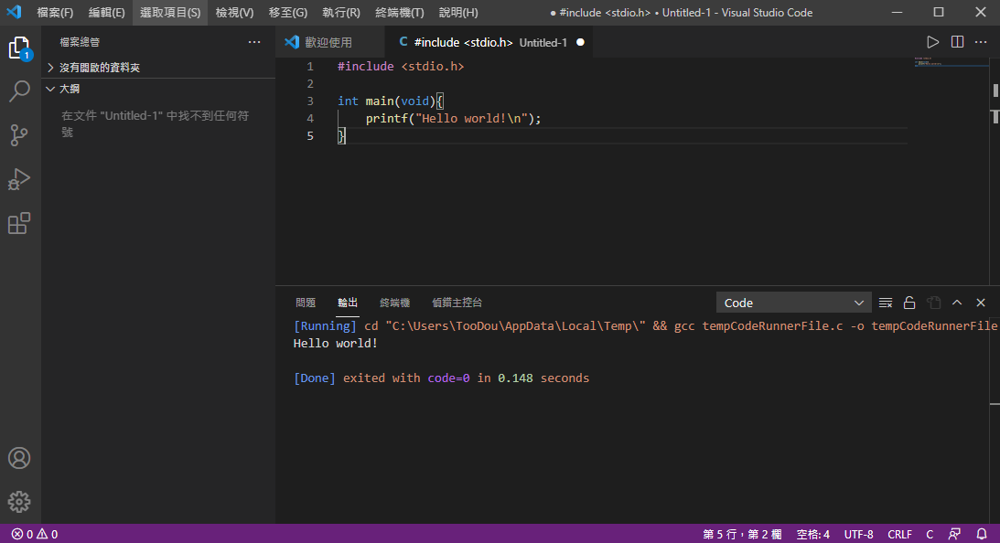 檔案(F) 編輯(E) 選取項目(S) 檢視(V) 移至(G) 執行(R) 終端機(T) 說明(H) ● #include <stdio.h> • Untitled-1 - Visual Studio Code
檔案總管 ···
歡迎使用 C #include <stdio.h> Untitled-1 ●
1
沒有開啟的資料夾
大綱
在文件 "Untitled-1" 中找不到任何符
號
1 #include <stdio.h>
2
3 int main(void){
4 printf("Hello world!\n");
5 }
問題 輸出 終端機 偵錯主控台 Code
[Running] cd "C:\Users\TooDou\AppData\Local\Temp\" && gcc tempCodeRunnerFile.c -o tempCodeRunnerFile
Hello world!
[Done] exited with code=0 in 0.148 seconds
0 0 第 5 行，第 2 欄 空格: 4 UTF-8 CRLF C